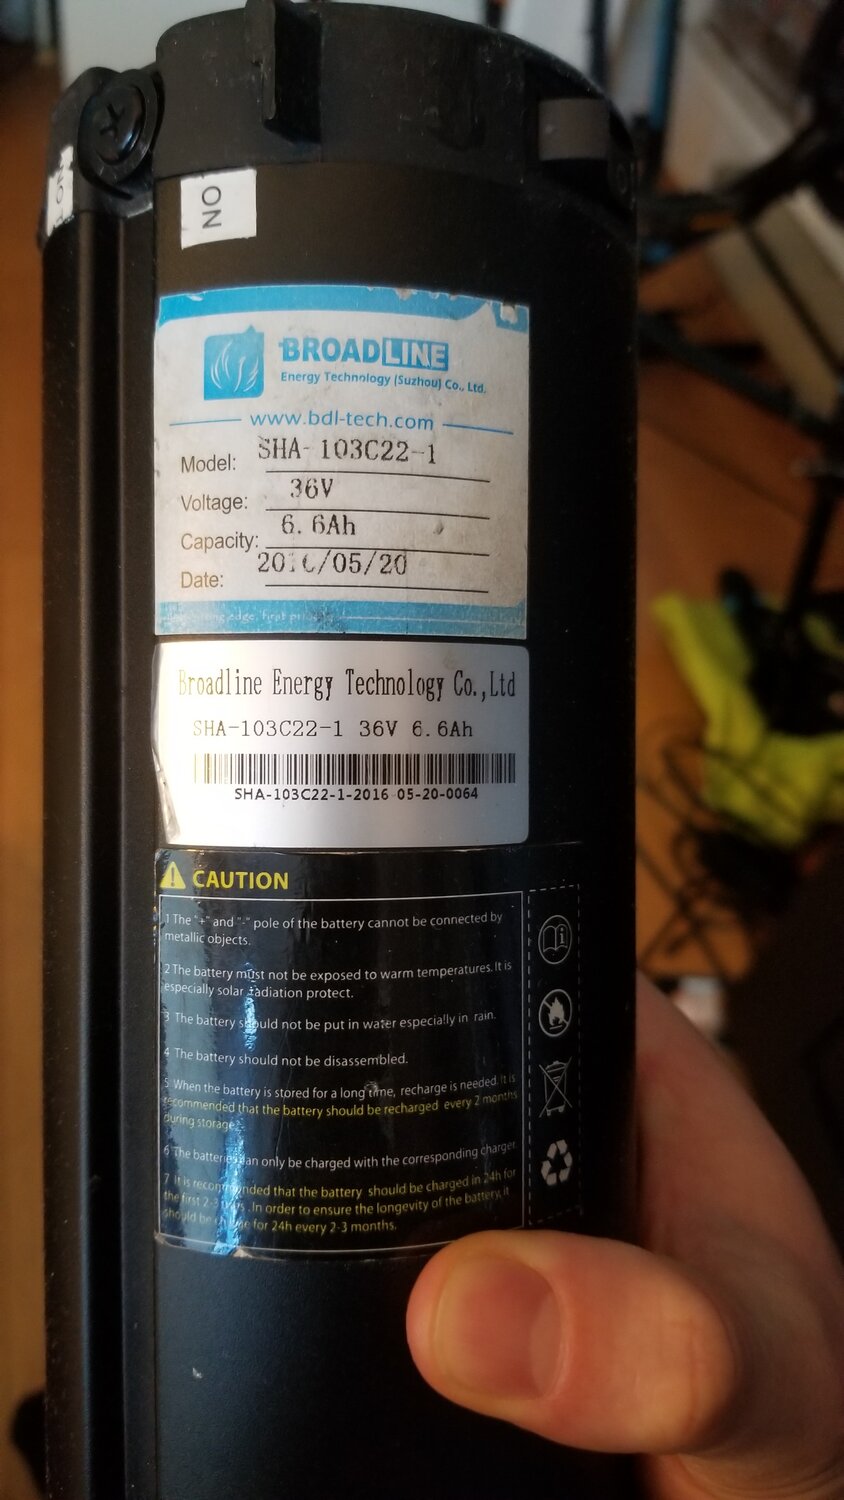 NO
NO
BROADLINE
Energy Technology (Suzhou) Co., Ltd.
www.bdl-tech.com
Model: SHA-103C22-1
Voltage: 36V
Capacity: 6.6Ah
Date: 2016/05/20
edge, first
Broadline Energy Technology Co.,Ltd
SHA-103C22-1 36V 6.6Ah
SHA-103C22-1-2016 05-20-0064
CAUTION
1 The "+" and "-" pole of the battery cannot be connected by
metallic objects.
2 The battery must not be exposed to warm temperatures. It is
especially solar radiation protect.
3 The battery should not be put in water especially in rain.
4 The battery should not be disassembled.
5 When the battery is stored for a long time, recharge is needed. It is
recommended that the battery should be recharged every 2 months
during storage.
6 The batteries can only be charged with the corresponding charger.
7 It is recommended that the battery should be charged in 24h for
the first 2-3 . In order to ensure the longevity of the battery, it
should be for 24h every 2-3 months.